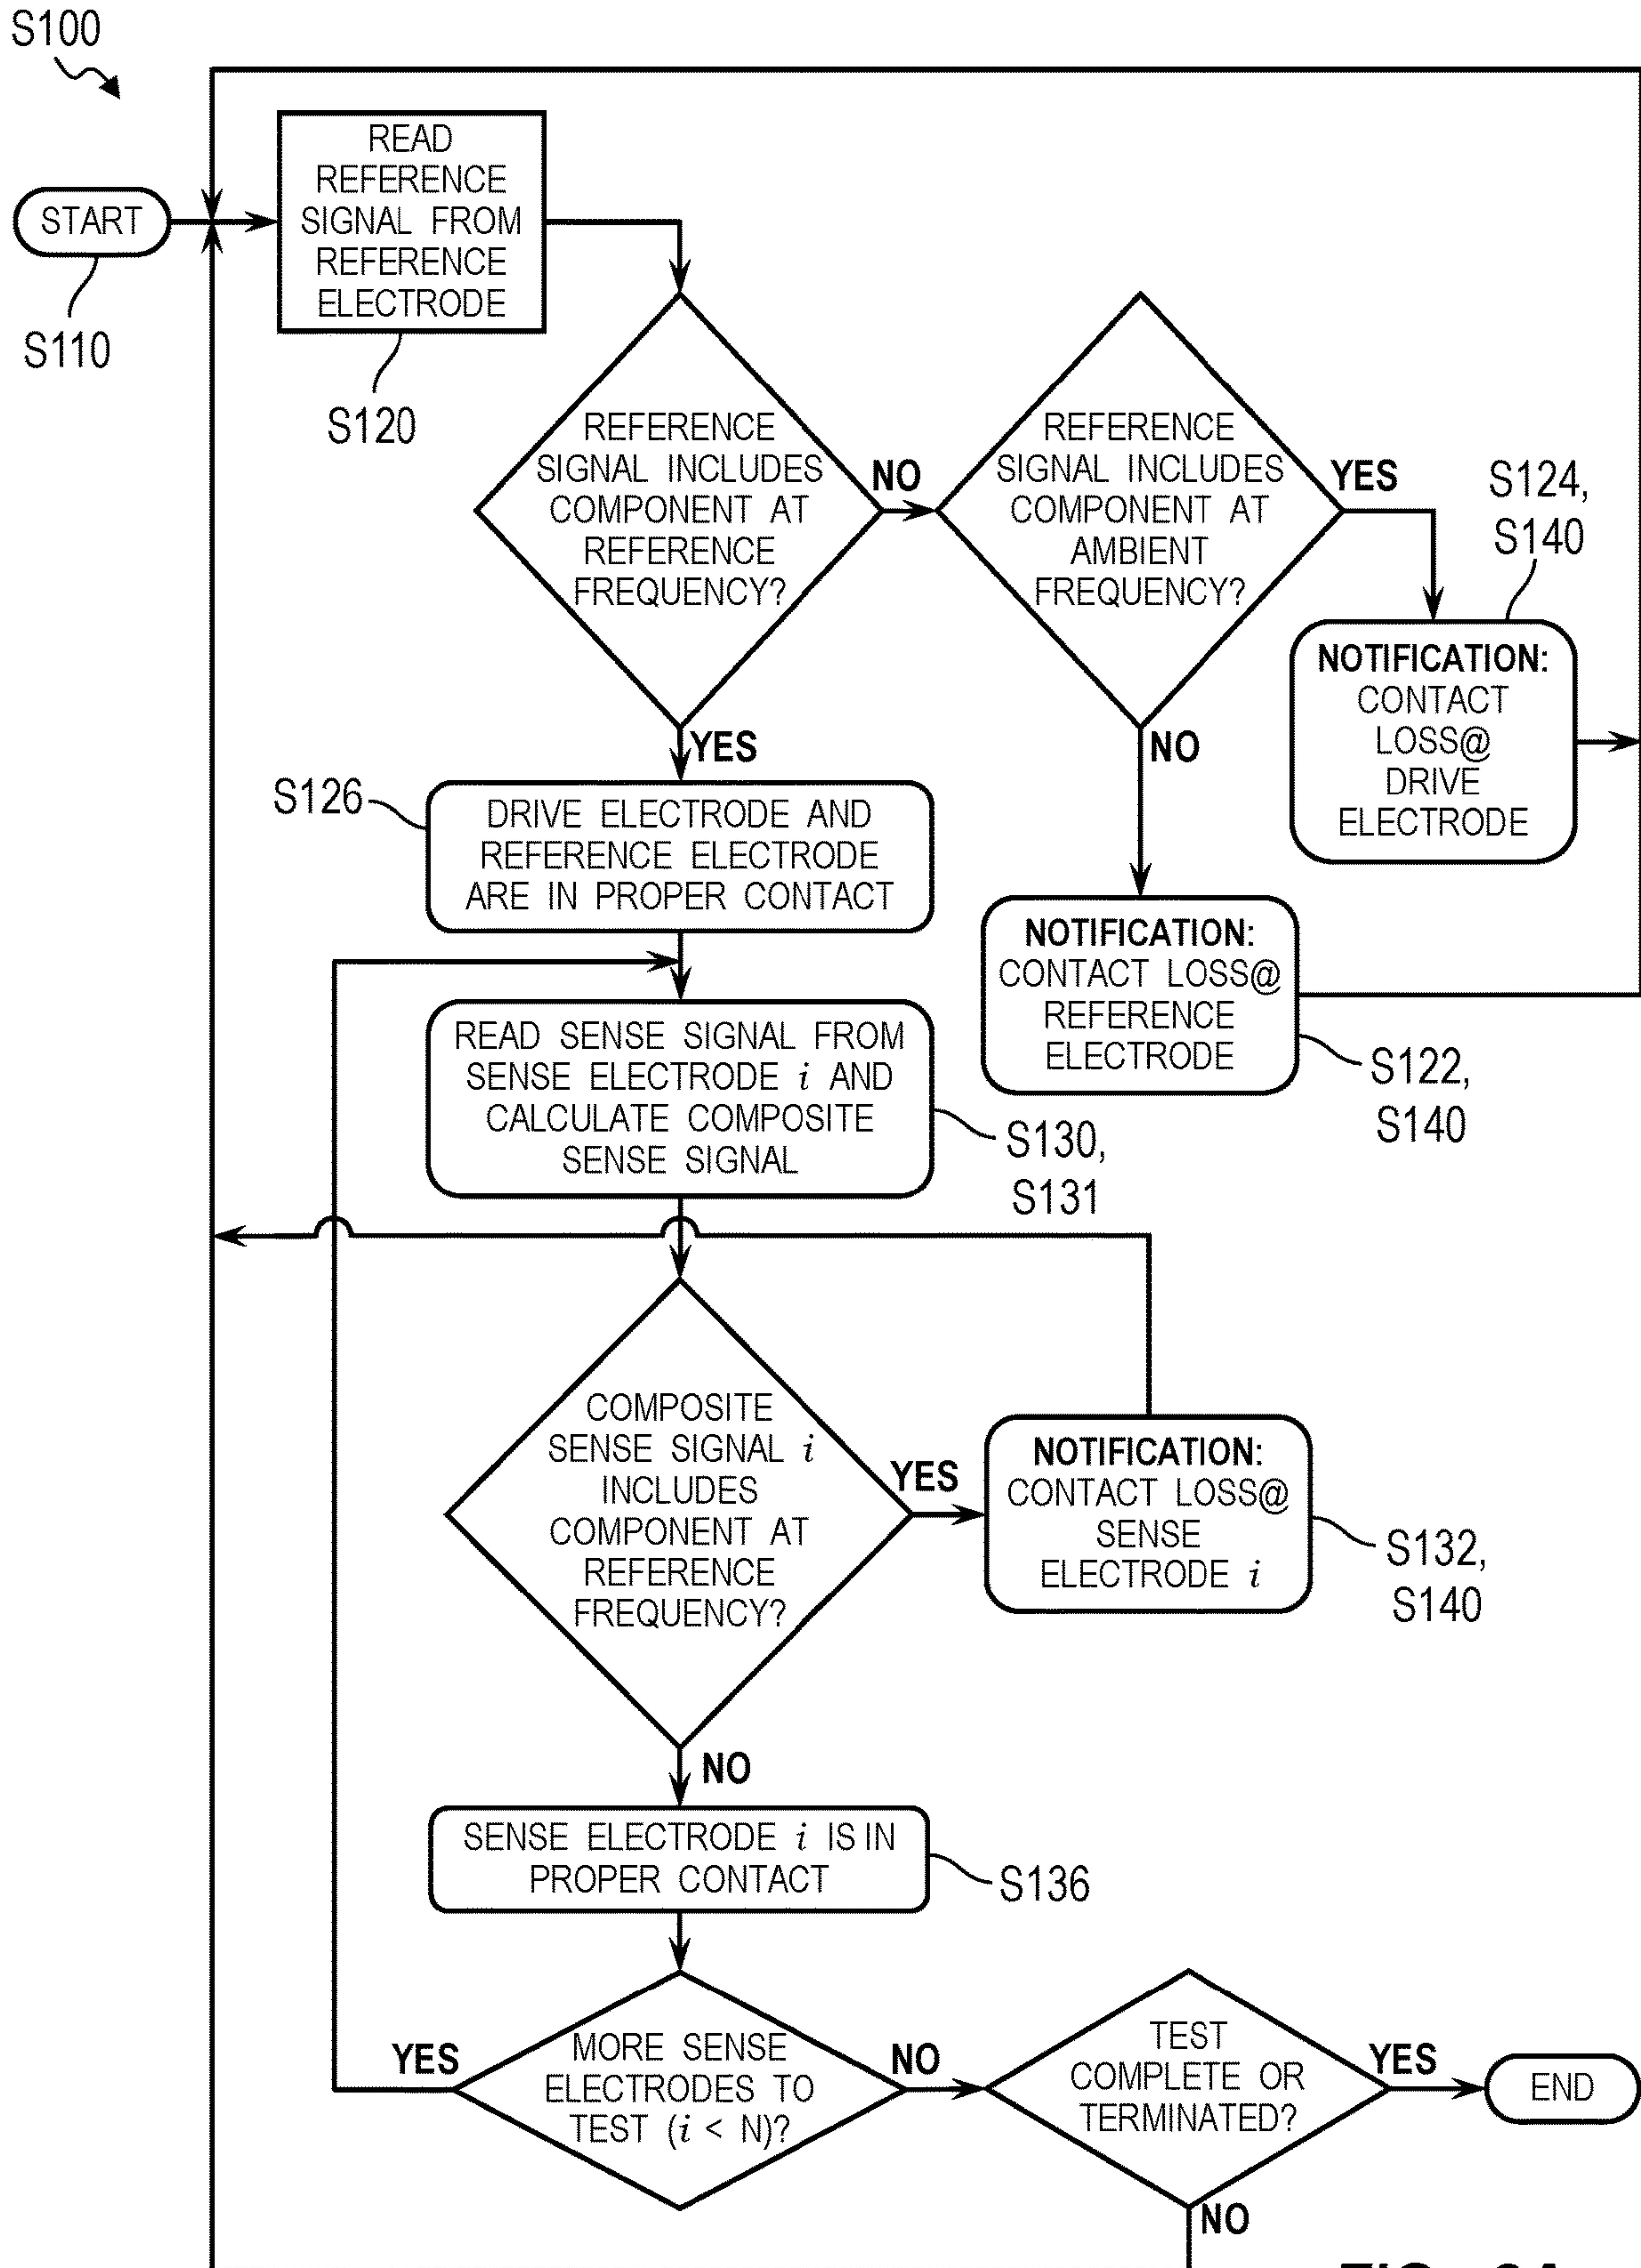 S100
START
S110
READ
REFERENCE
SIGNAL FROM
REFERENCE
ELECTRODE
S120
REFERENCE
SIGNAL INCLUDES
COMPONENT AT
REFERENCE
FREQUENCY?
NO
REFERENCE
SIGNAL INCLUDES
COMPONENT AT
AMBIENT
FREQUENCY?
YES
S124,
S140
NOTIFICATION:
CONTACT
LOSS@
DRIVE
ELECTRODE
YES
NO
S126
DRIVE ELECTRODE AND
REFERENCE ELECTRODE
ARE IN PROPER CONTACT
NOTIFICATION:
CONTACT LOSS@
REFERENCE
ELECTRODE
S122,
S140
READ SENSE SIGNAL FROM
SENSE ELECTRODE i AND
CALCULATE COMPOSITE
SENSE SIGNAL
S130,
S131
COMPOSITE
SENSE SIGNAL i
INCLUDES
COMPONENT AT
REFERENCE
FREQUENCY?
YES
NOTIFICATION:
CONTACT LOSS@
SENSE
ELECTRODE i
S132,
S140
NO
SENSE ELECTRODE i IS IN
PROPER CONTACT
S136
YES
MORE SENSE
ELECTRODES TO
TEST (i < N)?
NO
TEST
COMPLETE OR
TERMINATED?
YES
END
NO